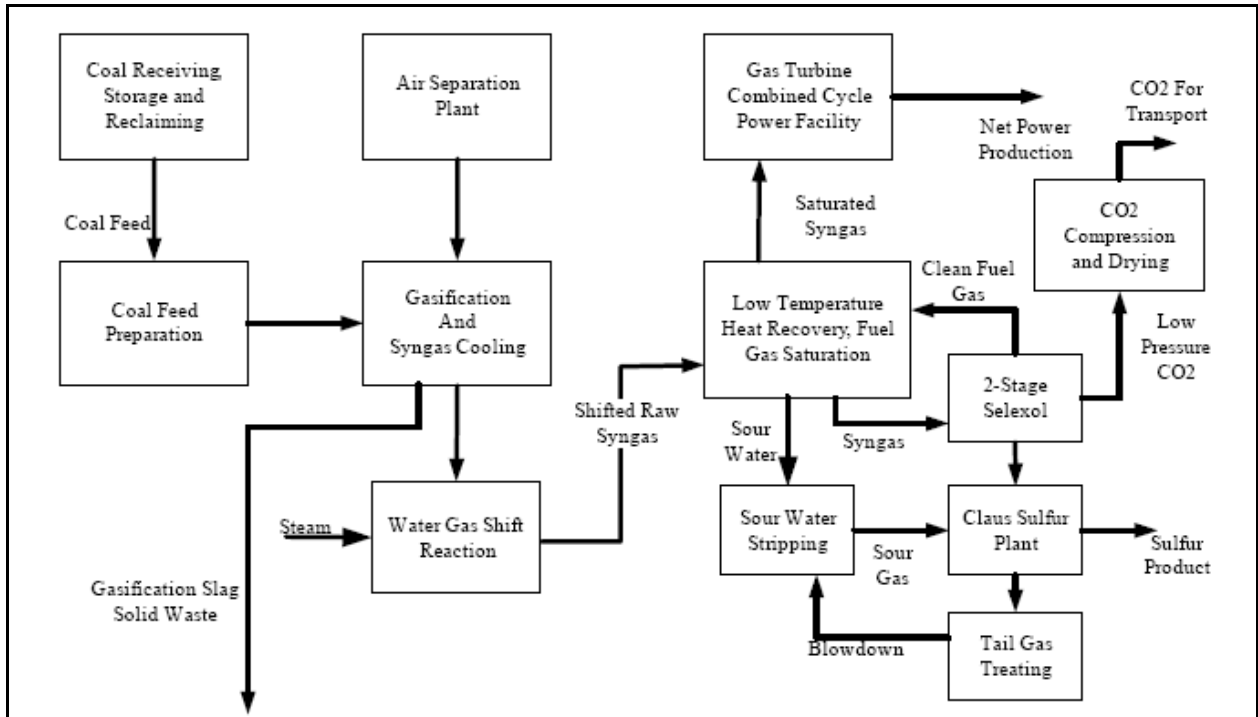 Coal Receiving,
Storage and
Reclaiming
Air Separation
Plant
Gas Turbine
Combined Cycle
Power Facility
CO2 For
Transport
Net Power
Production
Coal Feed
Saturated
Syngas
CO2
Compression
and Drying
Coal Feed
Preparation
Gasification
And
Syngas Cooling
Low Temperature
Heat Recovery, Fuel
Gas Saturation
Clean Fuel
Gas
Low
Pressure
CO2
2-Stage
Selexol
Shifted Raw
Syngas
Sour
Water
Syngas
Steam
Water Gas Shift
Reaction
Sour Water
Stripping
Sour
Gas
Claus Sulfur
Plant
Sulfur
Product
Gasification Slag
Solid Waste
Blowdown
Tail Gas
Treating